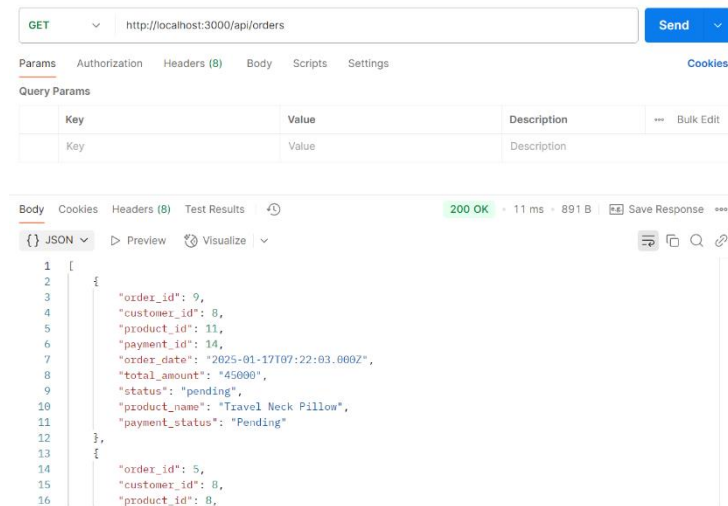 GET http://localhost:3000/api/orders Send
Params Authorization Headers (8) Body Scripts Settings Cookies
Query Params
Key Value Description ••• Bulk Edit
Key Value Description
Body Cookies Headers (8) Test Results 200 OK • 11 ms • 891 B e.g. Save Response •••
{} JSON Preview Visualize
1 [
2 {
3 "order_id": 9,
4 "customer_id": 8,
5 "product_id": 11,
6 "payment_id": 14,
7 "order_date": "2025-01-17T07:22:03.000Z",
8 "total_amount": "45000",
9 "status": "pending",
10 "product_name": "Travel Neck Pillow",
11 "payment_status": "Pending"
12 },
13 {
14 "order_id": 5,
15 "customer_id": 8,
16 "product_id": 8,